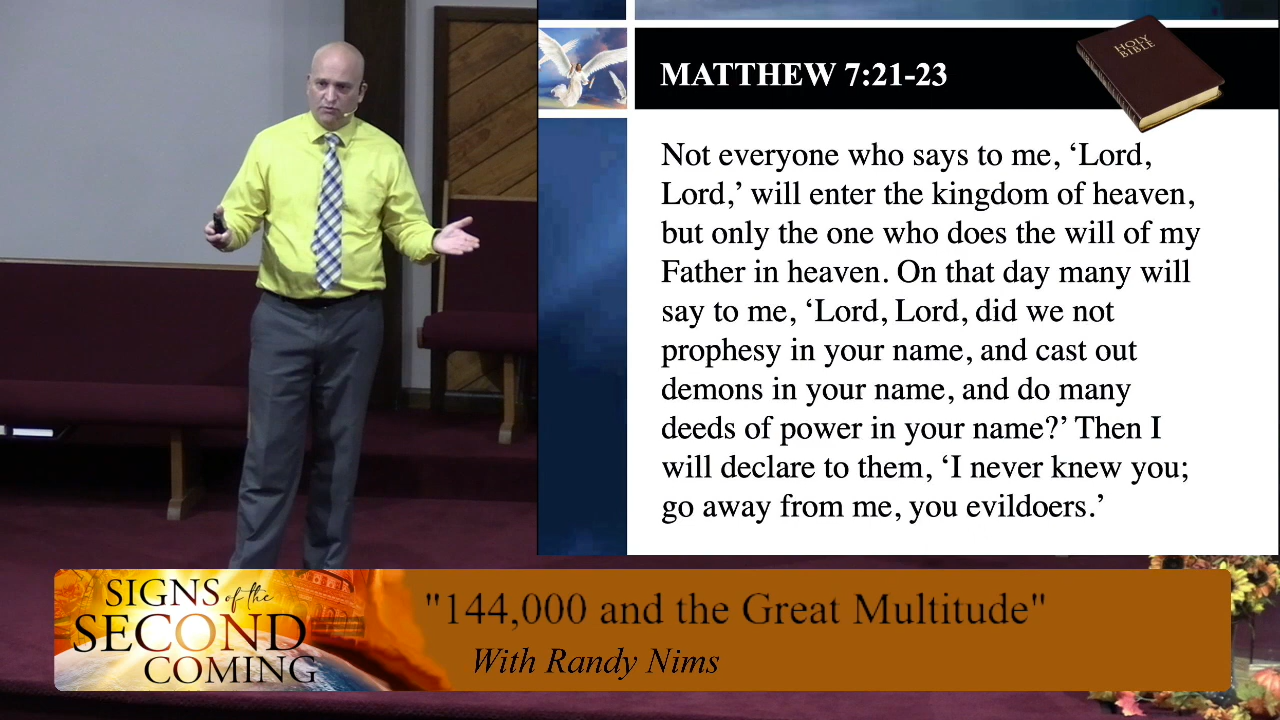 HOLY
BIBLE
MATTHEW 7:21-23
Not everyone who says to me, ‘Lord,
Lord,’ will enter the kingdom of heaven,
but only the one who does the will of my
Father in heaven. On that day many will
say to me, ‘Lord, Lord, did we not
prophesy in your name, and cast out
demons in your name, and do many
deeds of power in your name?’ Then I
will declare to them, ‘I never knew you;
go away from me, you evildoers.’
SIGNS of the
SECOND
COMING
"144,000 and the Great Multitude"
With Randy Nims